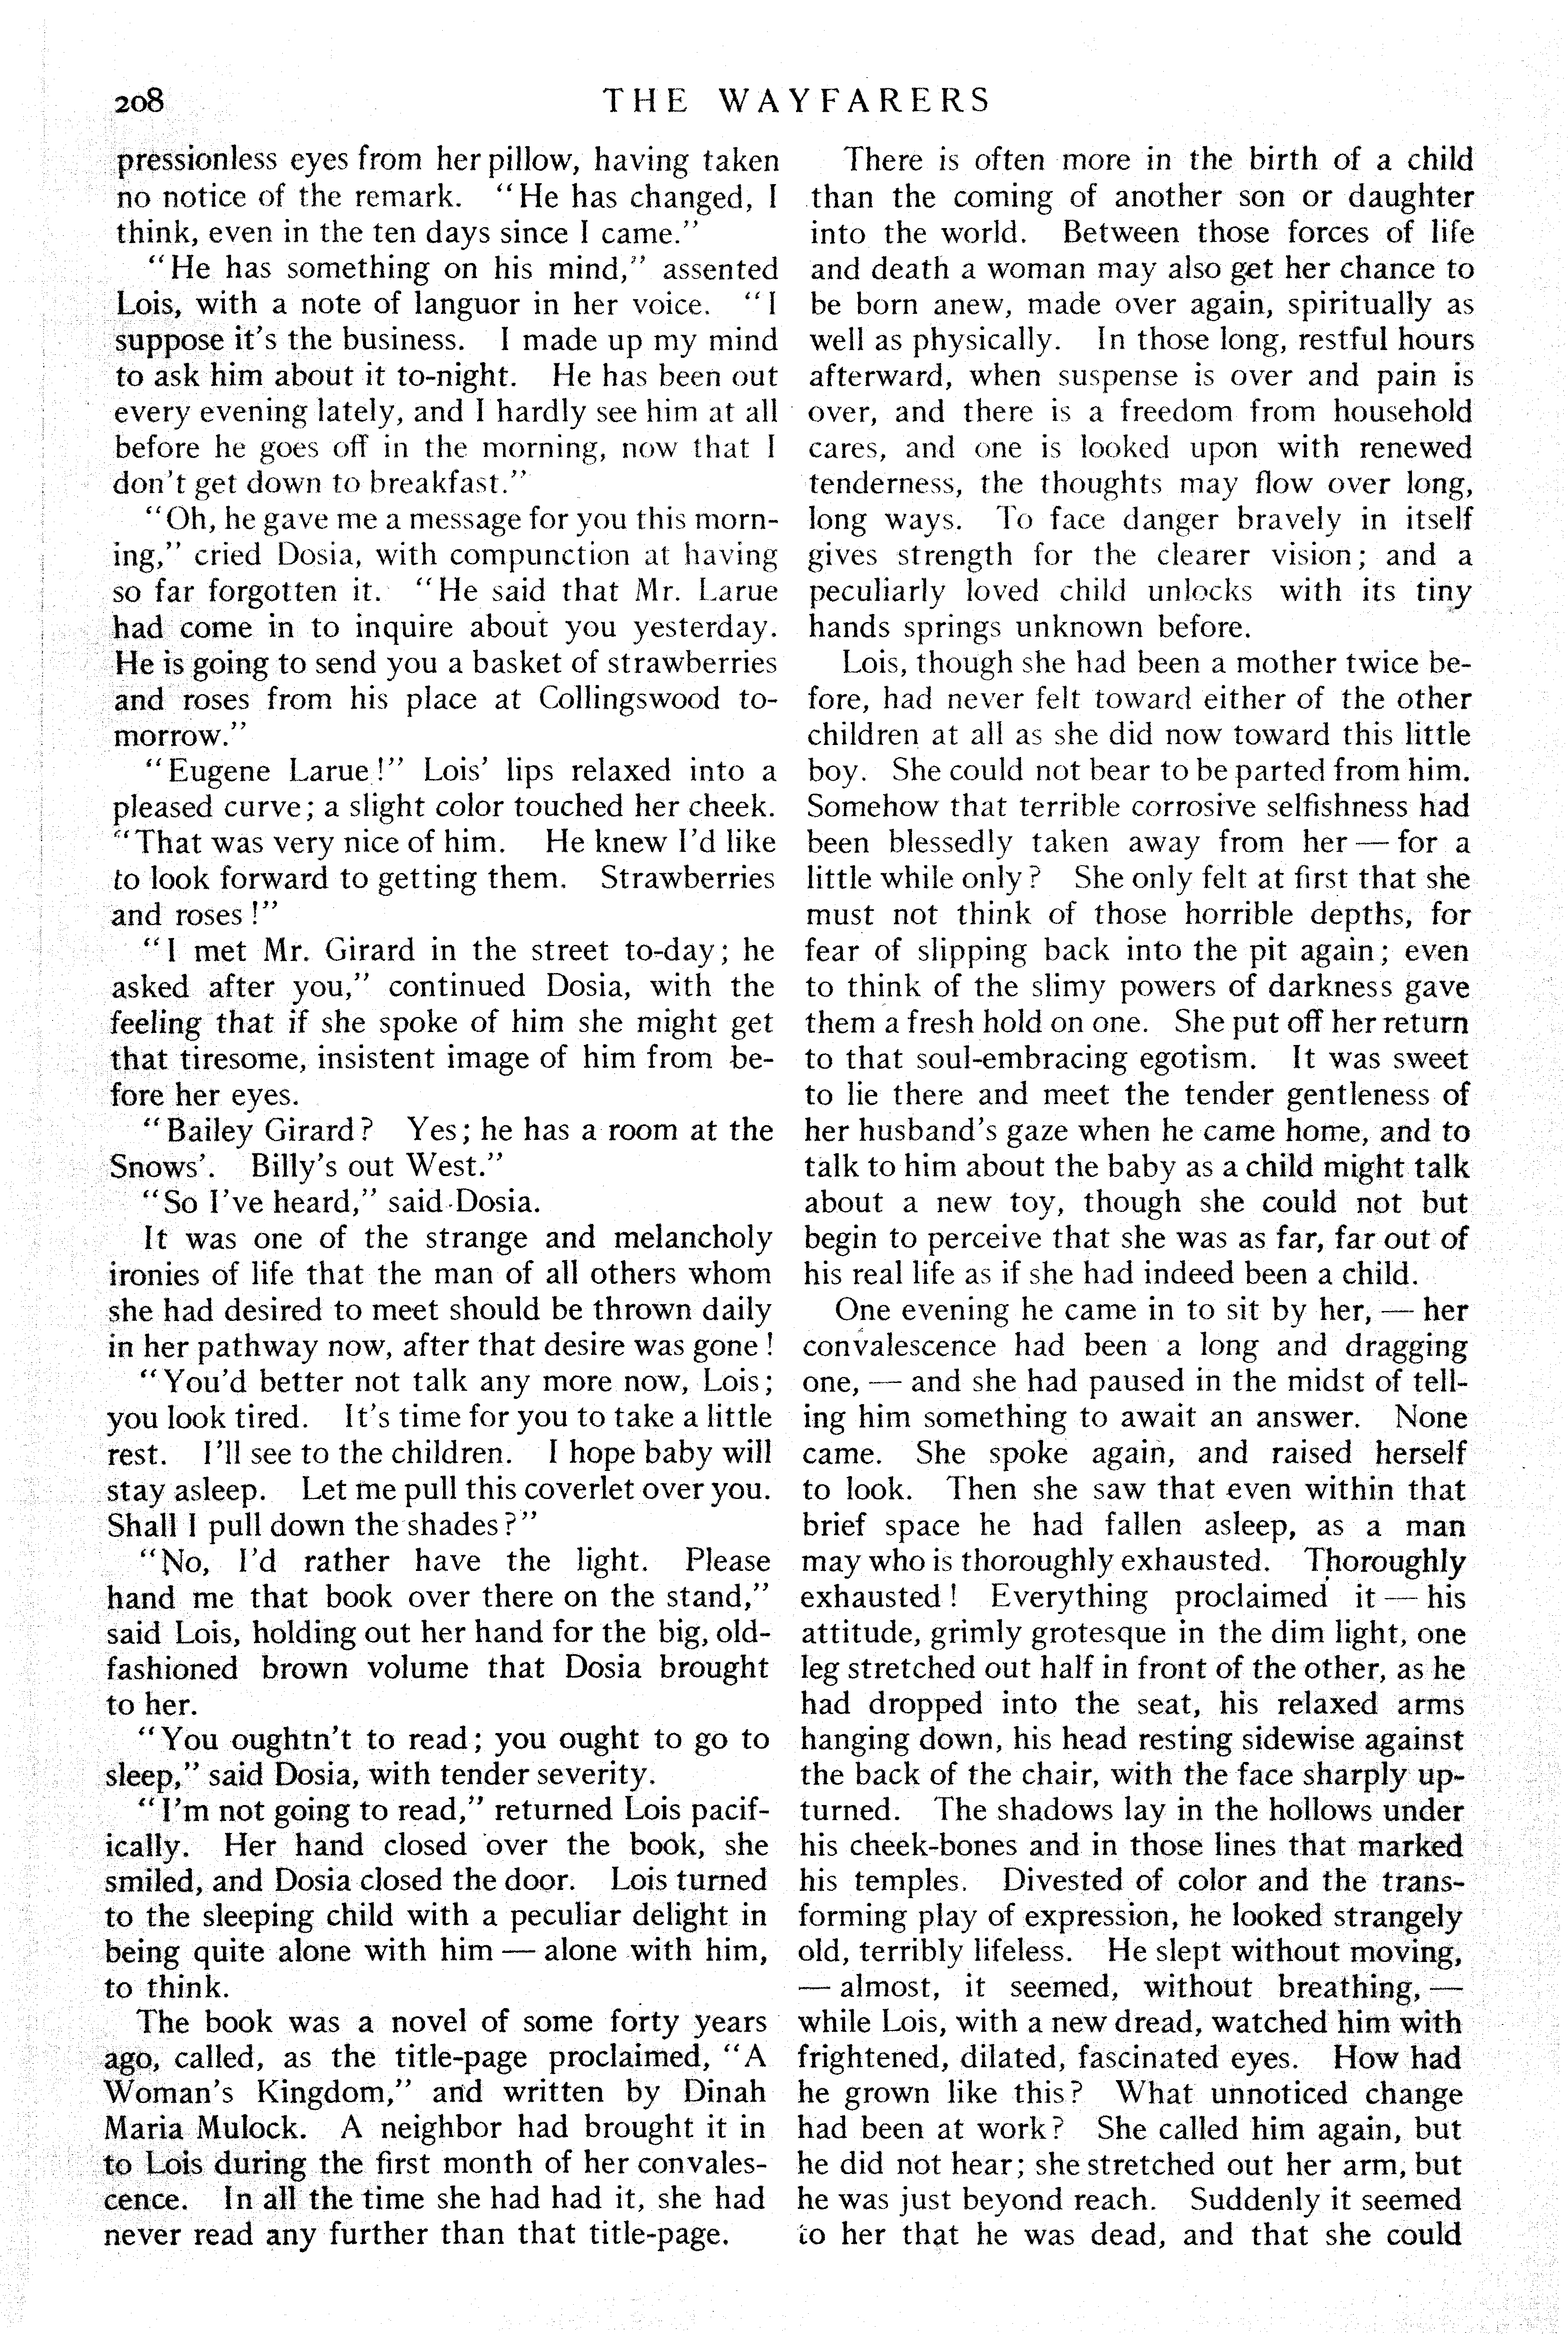 208
THE WAYFARERS
pressionless eyes from her pillow, having taken
no notice of the remark. "He has changed, I
think, even in the ten days since I came."
"He has something on his mind," assented
Lois, with a note of languor in her voice. "I
suppose it's the business. I made up my mind
to ask him about it to-night. He has been out
every evening lately, and I hardly see him at all
before he goes off in the morning, now that I
don't get down to breakfast."
"Oh, he gave me a message for you this morn-
ing," cried Dosia, with compunction at having
so far forgotten it. "He said that Mr. Larue
had come in to inquire about you yesterday.
He is going to send you a basket of strawberries
and roses from his place at Collingswood to-
morrow."
"Eugene Larue!" Lois' lips relaxed into a
pleased curve; a slight color touched her cheek.
"That was very nice of him. He knew I'd like
to look forward to getting them. Strawberries
and roses!"
"I met Mr. Girard in the street to-day; he
asked after you," continued Dosia, with the
feeling that if she spoke of him she might get
that tiresome, insistent image of him from be-
fore her eyes.
"Bailey Girard? Yes; he has a room at the
Snows'. Billy's out West."
"So I've heard," said Dosia.
It was one of the strange and melancholy
ironies of life that the man of all others whom
she had desired to meet should be thrown daily
in her pathway now, after that desire was gone!
"You'd better not talk any more now, Lois;
you look tired. It's time for you to take a little
rest. I'll see to the children. I hope baby will
stay asleep. Let me pull this coverlet over you.
Shall I pull down the shades?"
"No, I'd rather have the light. Please
hand me that book over there on the stand,"
said Lois, holding out her hand for the big, old-
fashioned brown volume that Dosia brought
to her.
"You oughtn't to read; you ought to go to
sleep," said Dosia, with tender severity.
"I'm not going to read," returned Lois pacif-
ically. Her hand closed over the book, she
smiled, and Dosia closed the door. Lois turned
to the sleeping child with a peculiar delight in
being quite alone with him — alone with him,
to think.
The book was a novel of some forty years
ago, called, as the title-page proclaimed, "A
Woman's Kingdom," and written by Dinah
Maria Mulock. A neighbor had brought it in
to Lois during the first month of her convales-
cence. In all the time she had had it, she had
never read any further than that title-page.
There is often more in the birth of a child
than the coming of another son or daughter
into the world. Between those forces of life
and death a woman may also get her chance to
be born anew, made over again, spiritually as
well as physically. In those long, restful hours
afterward, when suspense is over and pain is
over, and there is a freedom from household
cares, and one is looked upon with renewed
tenderness, the thoughts may flow over long,
long ways. To face danger bravely in itself
gives strength for the clearer vision; and a
peculiarly loved child unlocks with its tiny
hands springs unknown before.
Lois, though she had been a mother twice be-
fore, had never felt toward either of the other
children at all as she did now toward this little
boy. She could not bear to be parted from him.
Somehow that terrible corrosive selfishness had
been blessedly taken away from her — for a
little while only? She only felt at first that she
must not think of those horrible depths, for
fear of slipping back into the pit again; even
to think of the slimy powers of darkness gave
them a fresh hold on one. She put off her return
to that soul-embracing egotism. It was sweet
to lie there and meet the tender gentleness of
her husband's gaze when he came home, and to
talk to him about the baby as a child might talk
about a new toy, though she could not but
begin to perceive that she was as far, far out of
his real life as if she had indeed been a child.
One evening he came in to sit by her, — her
convalescence had been a long and dragging
one, — and she had paused in the midst of tell-
ing him something to await an answer. None
came. She spoke again, and raised herself
to look. Then she saw that even within that
brief space he had fallen asleep, as a man
may who is thoroughly exhausted. Thoroughly
exhausted! Everything proclaimed it — his
attitude, grimly grotesque in the dim light, one
leg stretched out half in front of the other, as he
had dropped into the seat, his relaxed arms
hanging down, his head resting sidewise against
the back of the chair, with the face sharply up-
turned. The shadows lay in the hollows under
his cheek-bones and in those lines that marked
his temples. Divested of color and the trans-
forming play of expression, he looked strangely
old, terribly lifeless. He slept without moving,
— almost, it seemed, without breathing, —
while Lois, with a new dread, watched him with
frightened, dilated, fascinated eyes. How had
he grown like this? What unnoticed change
had been at work? She called him again, but
he did not hear; she stretched out her arm, but
he was just beyond reach. Suddenly it seemed
to her that he was dead, and that she could